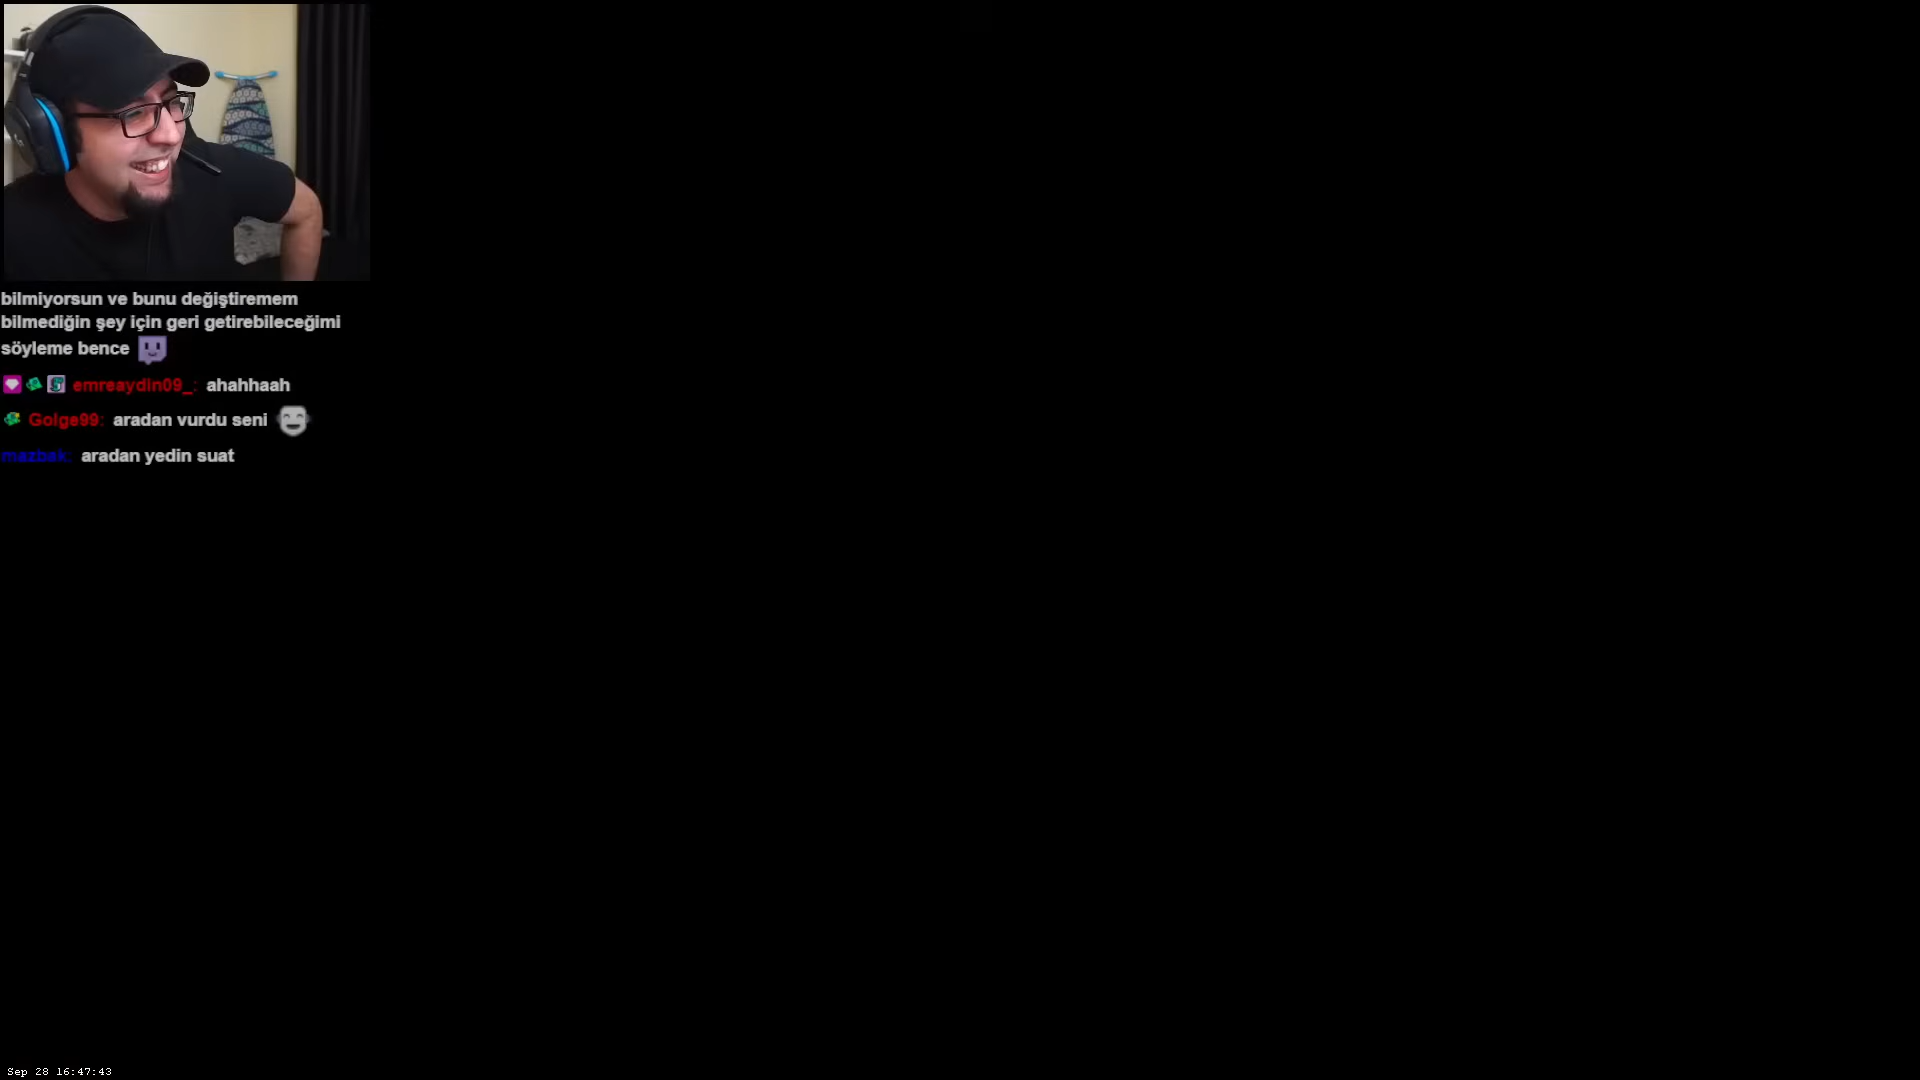 bilmiyorsun ve bunu değiştiremem
bilmediğin şey için geri getirebileceğimi
söyleme bence
emreaydin09_: ahahhaah
Golge99: aradan vurdu seni
mazbak: aradan yedin suat
Sep 28 16:47:43